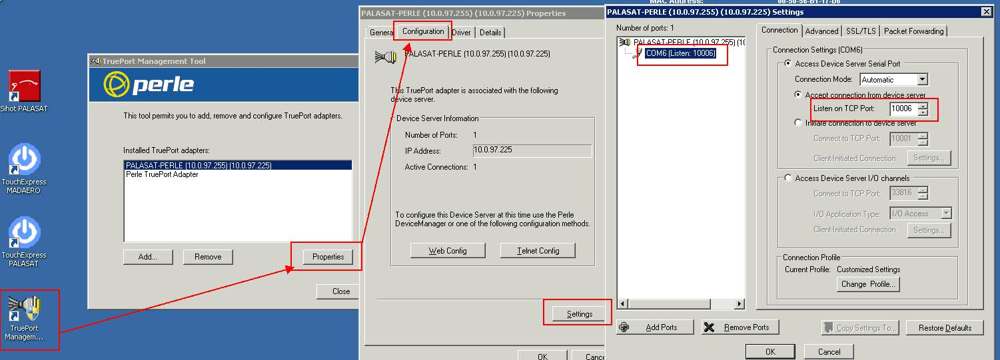 MAC Address: 00-50-56-B1-17-D6
Sihot PALASAT
TouchExpress
MADAERO
TouchExpress
PALASAT
TruePort
Managem...
TruePort Management Tool
perle
This tool permits you to add, remove and configure TruePort adapters.
Installed TruePort adapters:
PALASAT-PERLE (10.0.97.255) (10.0.97.225)
Perle TruePort Adapter
Add...
Remove
Properties
Close
PALASAT-PERLE (10.0.97.255) (10.0.97.225) Properties
General
Configuration
Driver
Details
PALASAT-PERLE (10.0.97.255) (10.0.97.225)
This TruePort adapter is associated with the following
device server.
Device Server Information
Number of Ports: 1
IP Address: 10.0.97.225
Active Connections: 1
To configure this Device Server at this time use the Perle
DeviceManager or one of the following configuration methods.
Web Config
Telnet Config
Settings
OK
Cance
PALASAT-PERLE (10.0.97.255) (10.0.97.225) Settings
Number of ports: 1
PALASAT-PERLE (10.0.97.255) (10
COM6 (Listen: 10006)
Add Ports
Remove Ports
Connection
Advanced
SSL/TLS
Packet Forwarding
Connection Settings (COM6)
Access Device Server Serial Port
Connection Mode: Automatic
Accept connection from device server
Listen on TCP Port: 10006
Initiate connection to device server
Connect to TCP Port: 10001
Client-Initiated Connection Settings...
Access Device Server I/O channels
Connect to TCP Port: 33816
I/O Application Type: I/O Access
Client-Initiated Connection Settings...
Connection Profile
Current Profile: Customized Settings
Change Profile...
Copy Settings To...
Restore Defaults
OK
Cancel